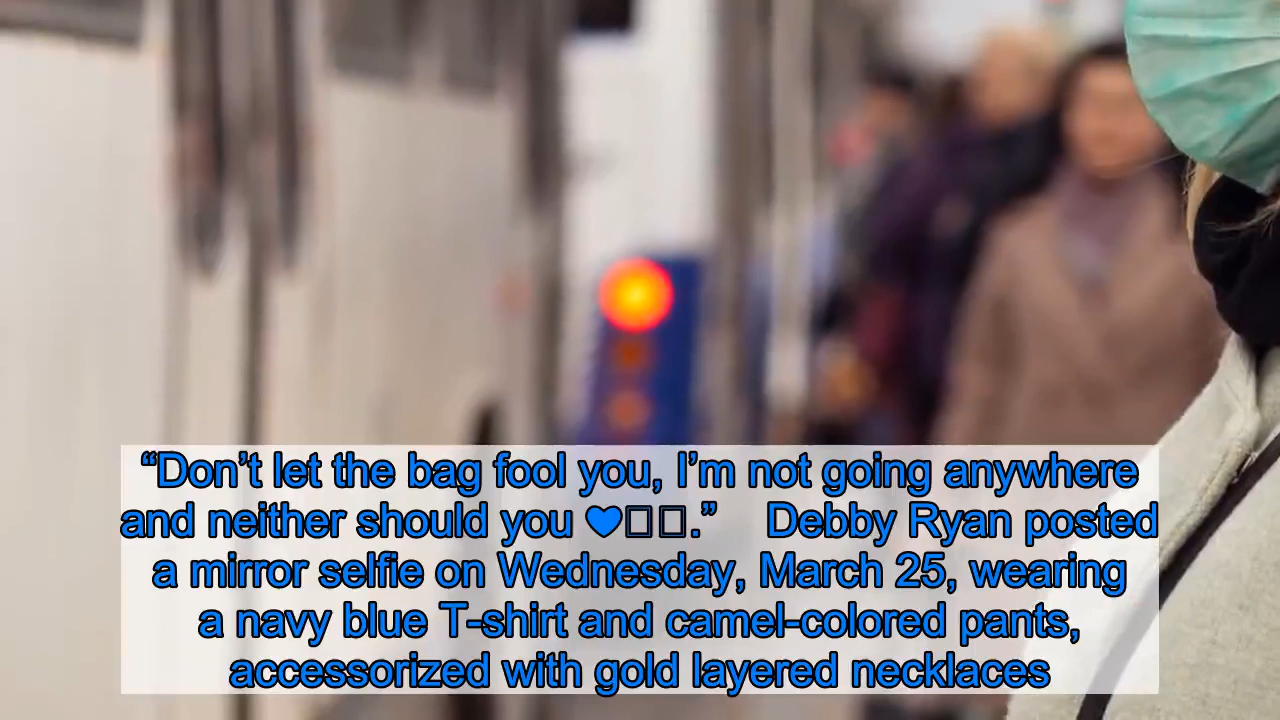 “Don’t let the bag fool you, I’m not going anywhere
and neither should you 💙□□.”    Debby Ryan posted
a mirror selfie on Wednesday, March 25, wearing
a navy blue T-shirt and camel-colored pants,
accessorized with gold layered necklaces